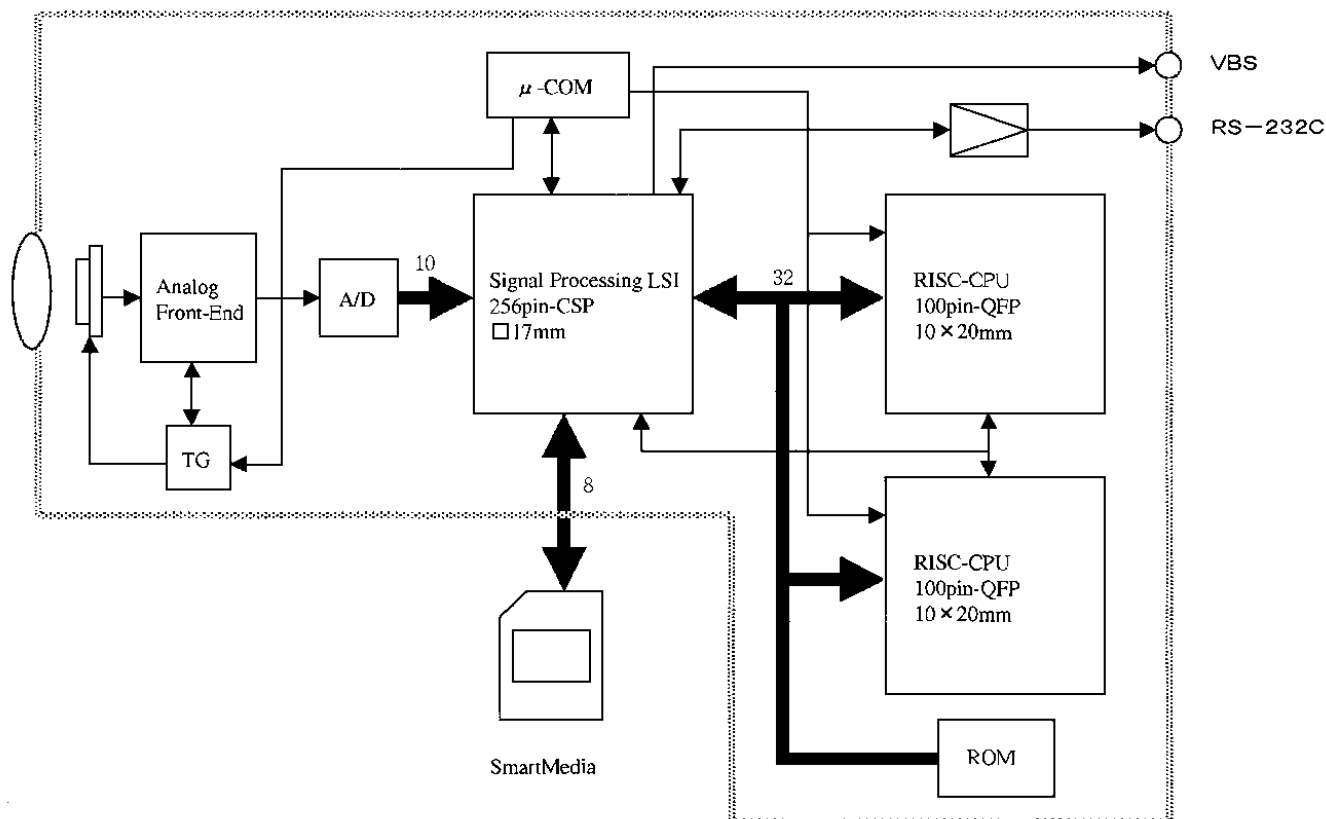 VBS
μ-COM
RS-232C
10
32
Analog
Front-End
A/D
Signal Processing LSI
256pin-CSP
□17mm
RISC-CPU
100pin-QFP
10×20mm
TG
8
RISC-CPU
100pin-QFP
10×20mm
SmartMedia
ROM